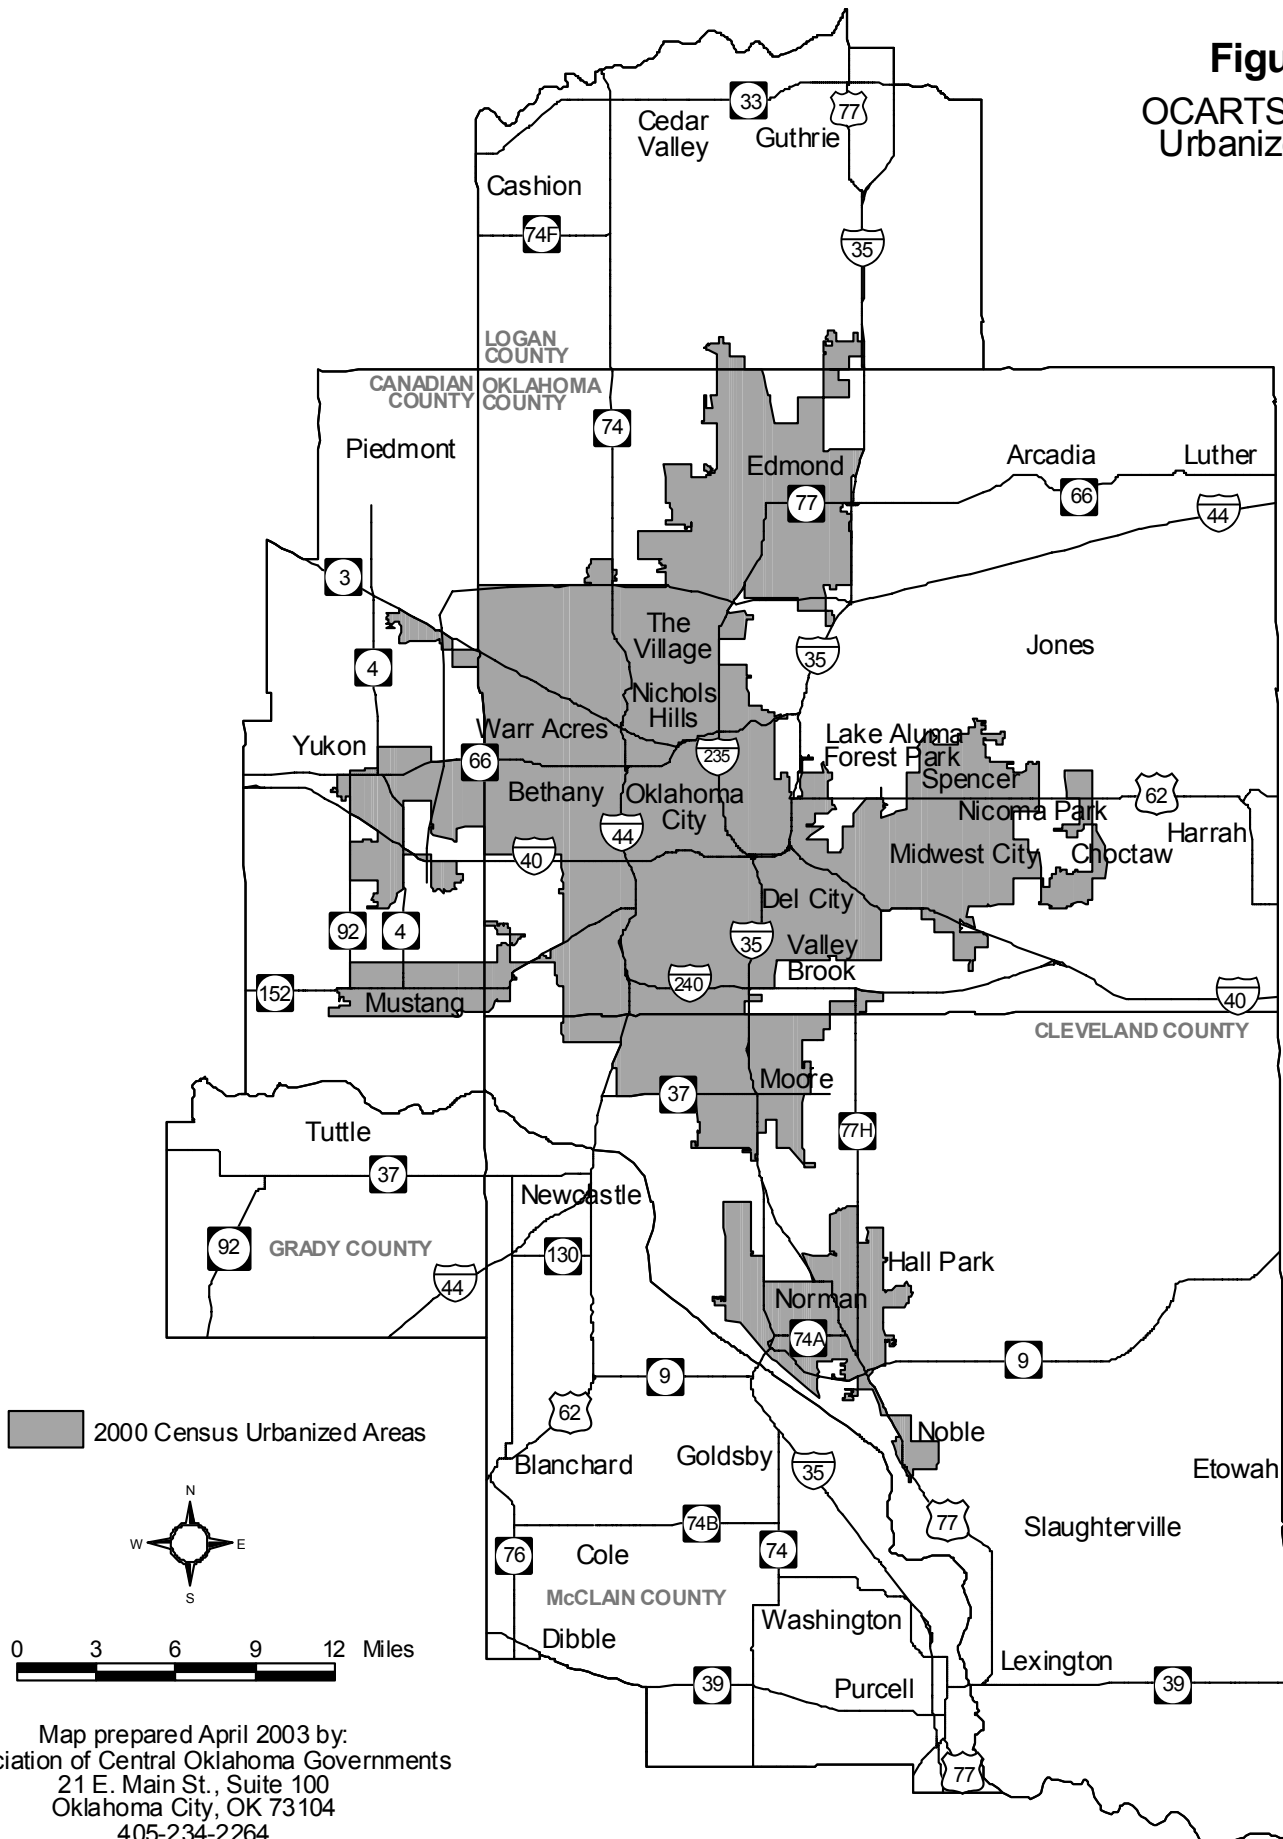 Figu
OCARTS
Urbaniz
33
77
Cedar
Valley
Guthrie
Cashion
74F
35
LOGAN
COUNTY
CANADIAN
COUNTY
OKLAHOMA
COUNTY
74
Piedmont
Edmond
77
Arcadia
Luther
66
44
3
The
Village
Jones
35
4
Nichols
Hills
Warr Acres
Yukon
66
235
Lake Aluma
Forest Park
Spencer
Bethany
Oklahoma
City
Nicoma Park
62
Harrah
44
40
Midwest City
Choctaw
Del City
92
4
35
Valley
Brook
152
Mustang
240
40
CLEVELAND COUNTY
Moore
37
77H
Tuttle
37
Newcastle
92
GRADY COUNTY
130
44
Hall Park
Norman
74A
9
9
62
2000 Census Urbanized Areas
Noble
Blanchard
Goldsby
35
Etowah
N
W
E
S
74B
77
Slaughterville
76
Cole
74
McCLAIN COUNTY
Washington
Dibble
0 3 6 9 12 Miles
Lexington
39
Purcell
39
77
Map prepared April 2003 by:
ciation of Central Oklahoma Governments
21 E. Main St., Suite 100
Oklahoma City, OK 73104
405-234-2264